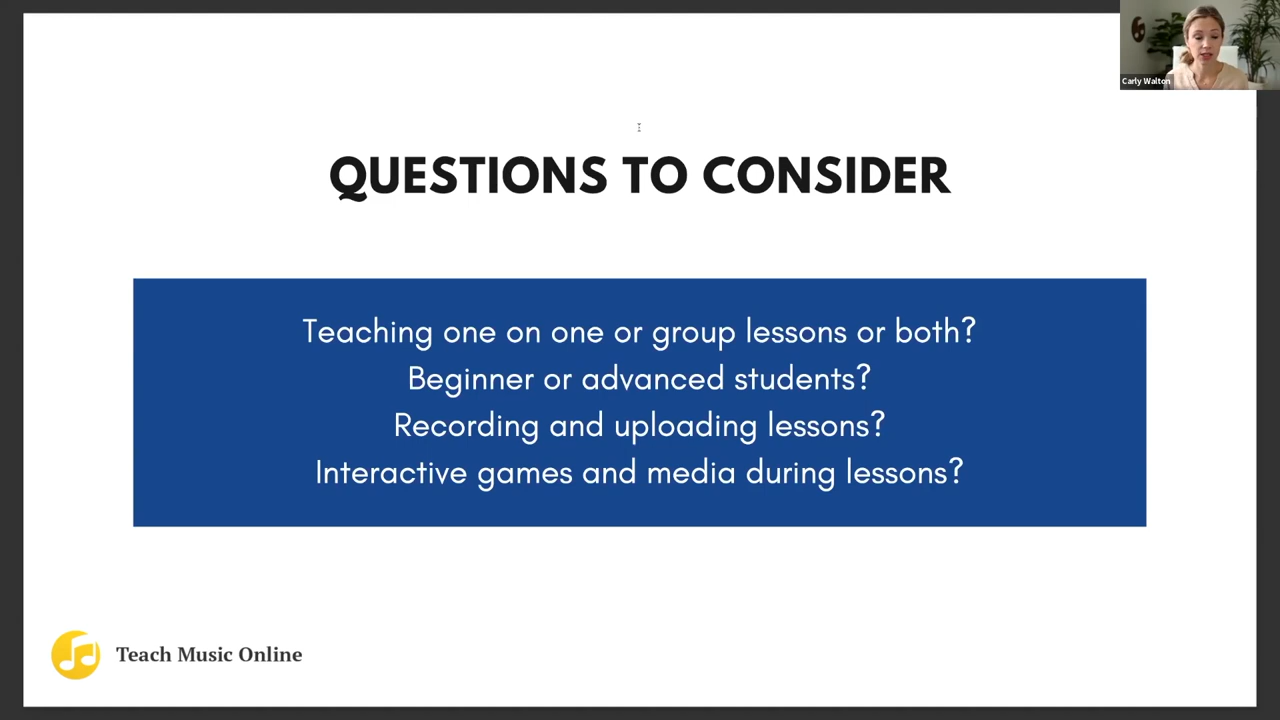 Carly Walton
QUESTIONS TO CONSIDER
Teaching one on one or group lessons or both?
Beginner or advanced students?
Recording and uploading lessons?
Interactive games and media during lessons?
Teach Music Online